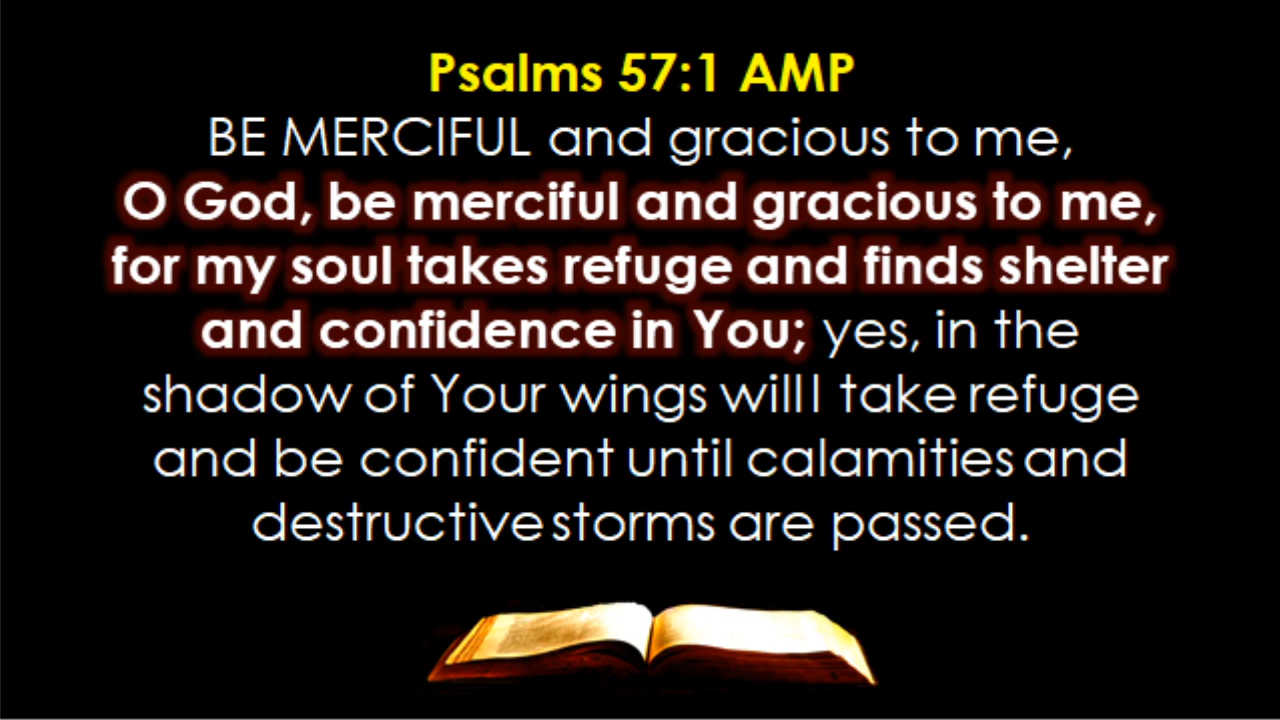 Psalms 57:1 AMP
BE MERCIFUL and gracious to me,
O God, be merciful and gracious to me,
for my soul takes refuge and finds shelter
and confidence in You; yes, in the
shadow of Your wings will I take refuge
and be confident until calamities and
destructive storms are passed.